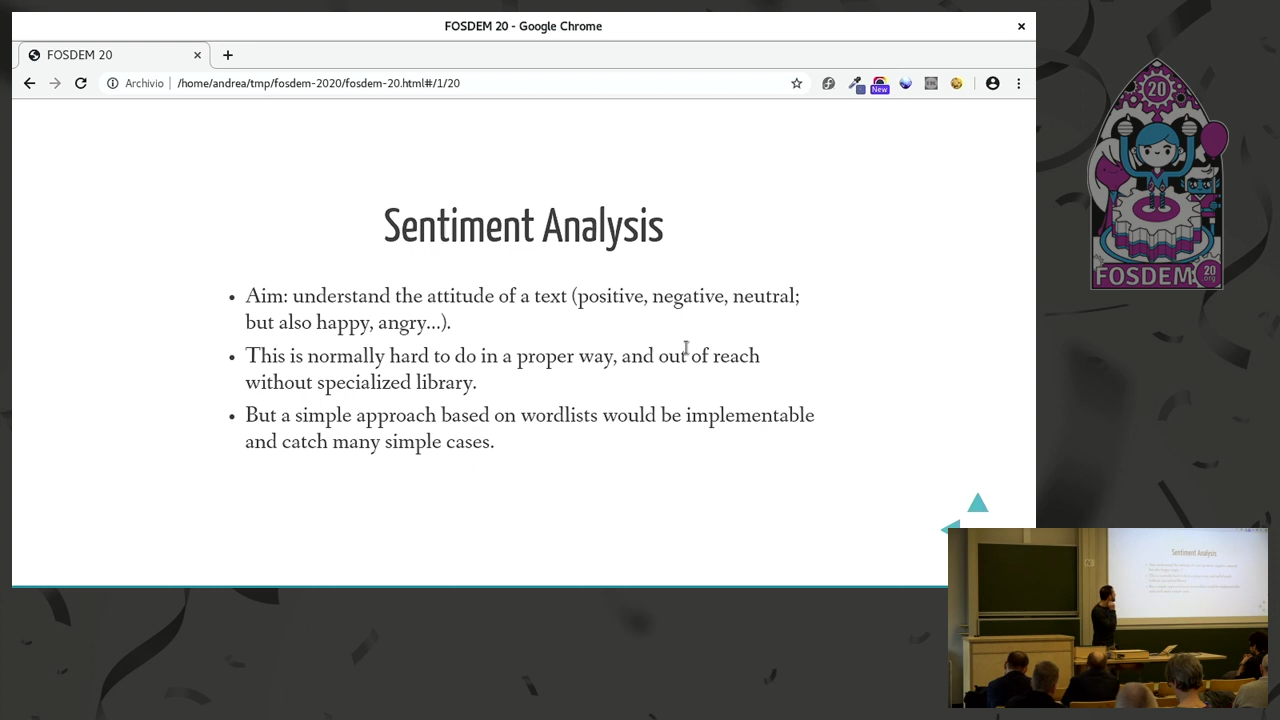 FOSDEM 20 - Google Chrome
FOSDEM 20
Archivio
/home/andrea/tmp/fosdem-2020/fosdem-20.html#/1/20
New
Sentiment Analysis
• Aim: understand the attitude of a text (positive, negative, neutral;
but also happy, angry...).
• This is normally hard to do in a proper way, and out of reach
without specialized library.
• But a simple approach based on wordlists would be implementable
and catch many simple cases.
20
FOSDEM
20
.org
Sentiment Analysis